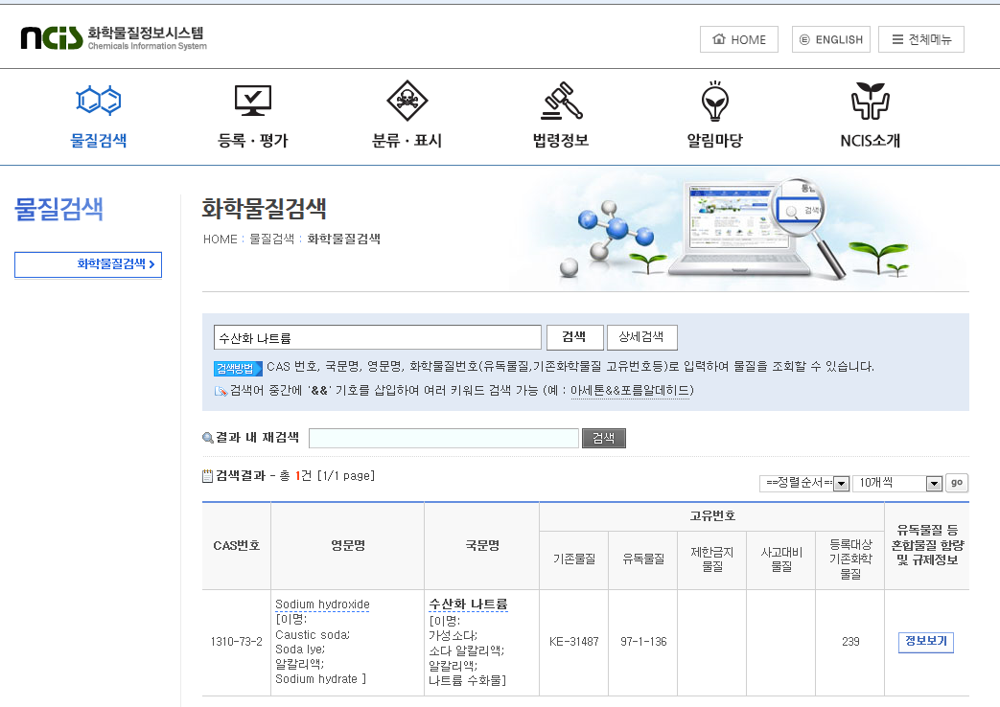 ncis 화학물질정보시스템
Chemicals Information System
HOME
Ⓔ ENGLISH
전체메뉴
물질검색
등록·평가
분류·표시
법령정보
알림마당
NCIS소개
물질검색
화학물질검색 >
화학물질검색
HOME : 물질검색 : 화학물질검색
통합
검색
수산화 나트륨
검색
상세검색
검색방법 CAS 번호, 국문명, 영문명, 화학물질번호(유독물질,기존화학물질 고유번호등)로 입력하여 물질을 조회할 수 있습니다.
검색어 중간에 '&&' 기호를 삽입하여 여러 키워드 검색 가능 (예 : 아세톤&&포름알데히드)
결과 내 재검색
검색
검색결과 - 총 1건 [1/1 page]
==정렬순서==
10개씩
go
CAS번호
영문명
국문명
고유번호
기존물질
유독물질
제한금지
물질
사고대비
물질
등록대상
기존화학
물질
유독물질 등
혼합물질 함량
및 규제정보
1310-73-2
Sodium hydroxide
[이명:
Caustic soda;
Soda lye;
알칼리액;
Sodium hydrate ]
수산화 나트륨
[이명:
가성소다;
소다 알칼리액;
알칼리액;
나트륨 수화물]
KE-31487
97-1-136
239
정보보기